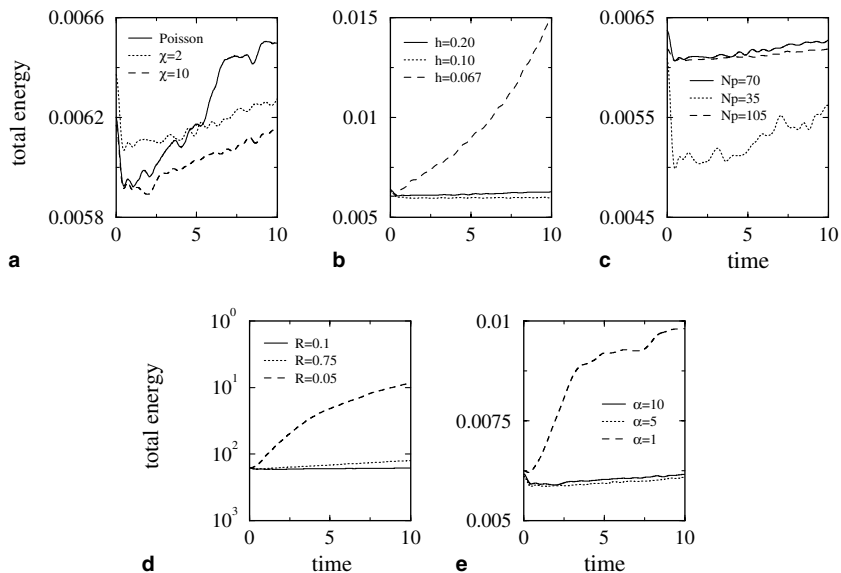 total energy
0.0066
0.0062
0.0058
Poisson
χ=2
χ=10
0
5
10
a
0.015
0.01
0.005
h=0.20
h=0.10
h=0.067
0
5
10
b
0.0065
0.0055
0.0045
Np=70
Np=35
Np=105
0
5
10
c
time
total energy
10⁰
10¹
10²
10³
R=0.1
R=0.75
R=0.05
0
5
10
d
time
0.01
0.0075
0.005
α=10
α=5
α=1
0
5
10
e
time